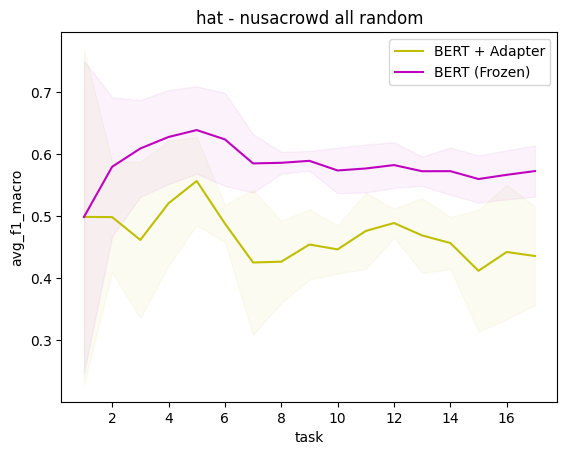 hat - nusacrowd all random
BERT + Adapter
BERT (Frozen)
avg_f1_macro
0.7
0.6
0.5
0.4
0.3
2 4 6 8 10 12 14 16
task